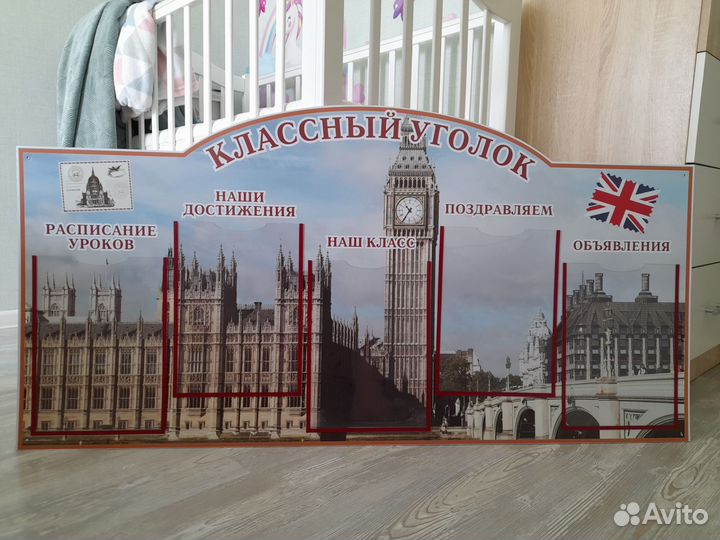 КЛАССНЫЙ УГОЛОК
РАСПИСАНИЕ
УРОКОВ
НАШИ
ДОСТИЖЕНИЯ
НАШ КЛАСС
ПОЗДРАВЛЯЕМ
ОБЪЯВЛЕНИЯ
Avito